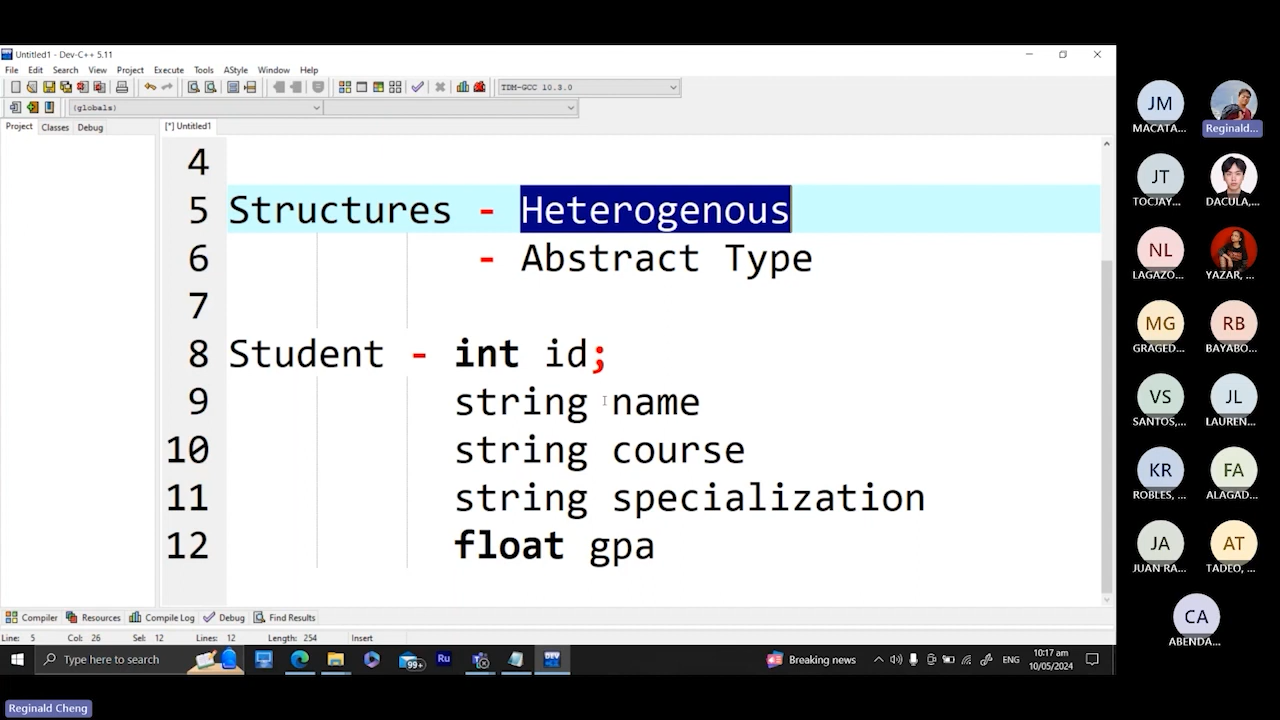 Untitled1 - Dev-C++ 5.11
File Edit Search View Project Execute Tools AStyle Window Help
TDM-GCC 10.3.0
(globals)
Project Classes Debug
[*] Untitled1
4
5 Structures - Heterogenous
6 - Abstract Type
7
8 Student - int id;
9 string name
10 string course
11 string specialization
12 float gpa
Compiler Resources Compile Log Debug Find Results
Line: 5 Col: 26 Sel: 12 Lines: 12 Length: 254 Insert
Type here to search
99+
Ru
DEV
Breaking news
ENG
10:17 am
10/05/2024
JM
MACATA...
Reginald...
JT
TOCJAY...
DACULA,...
NL
LAGAZO...
YAZAR, ...
MG
GRAGED...
RB
BAYABO...
VS
SANTOS,...
JL
LAUREN...
KR
ROBLES, ...
FA
ALAGAD...
JA
JUAN RA...
AT
TADEO, ...
CA
ABENDA...
Reginald Cheng